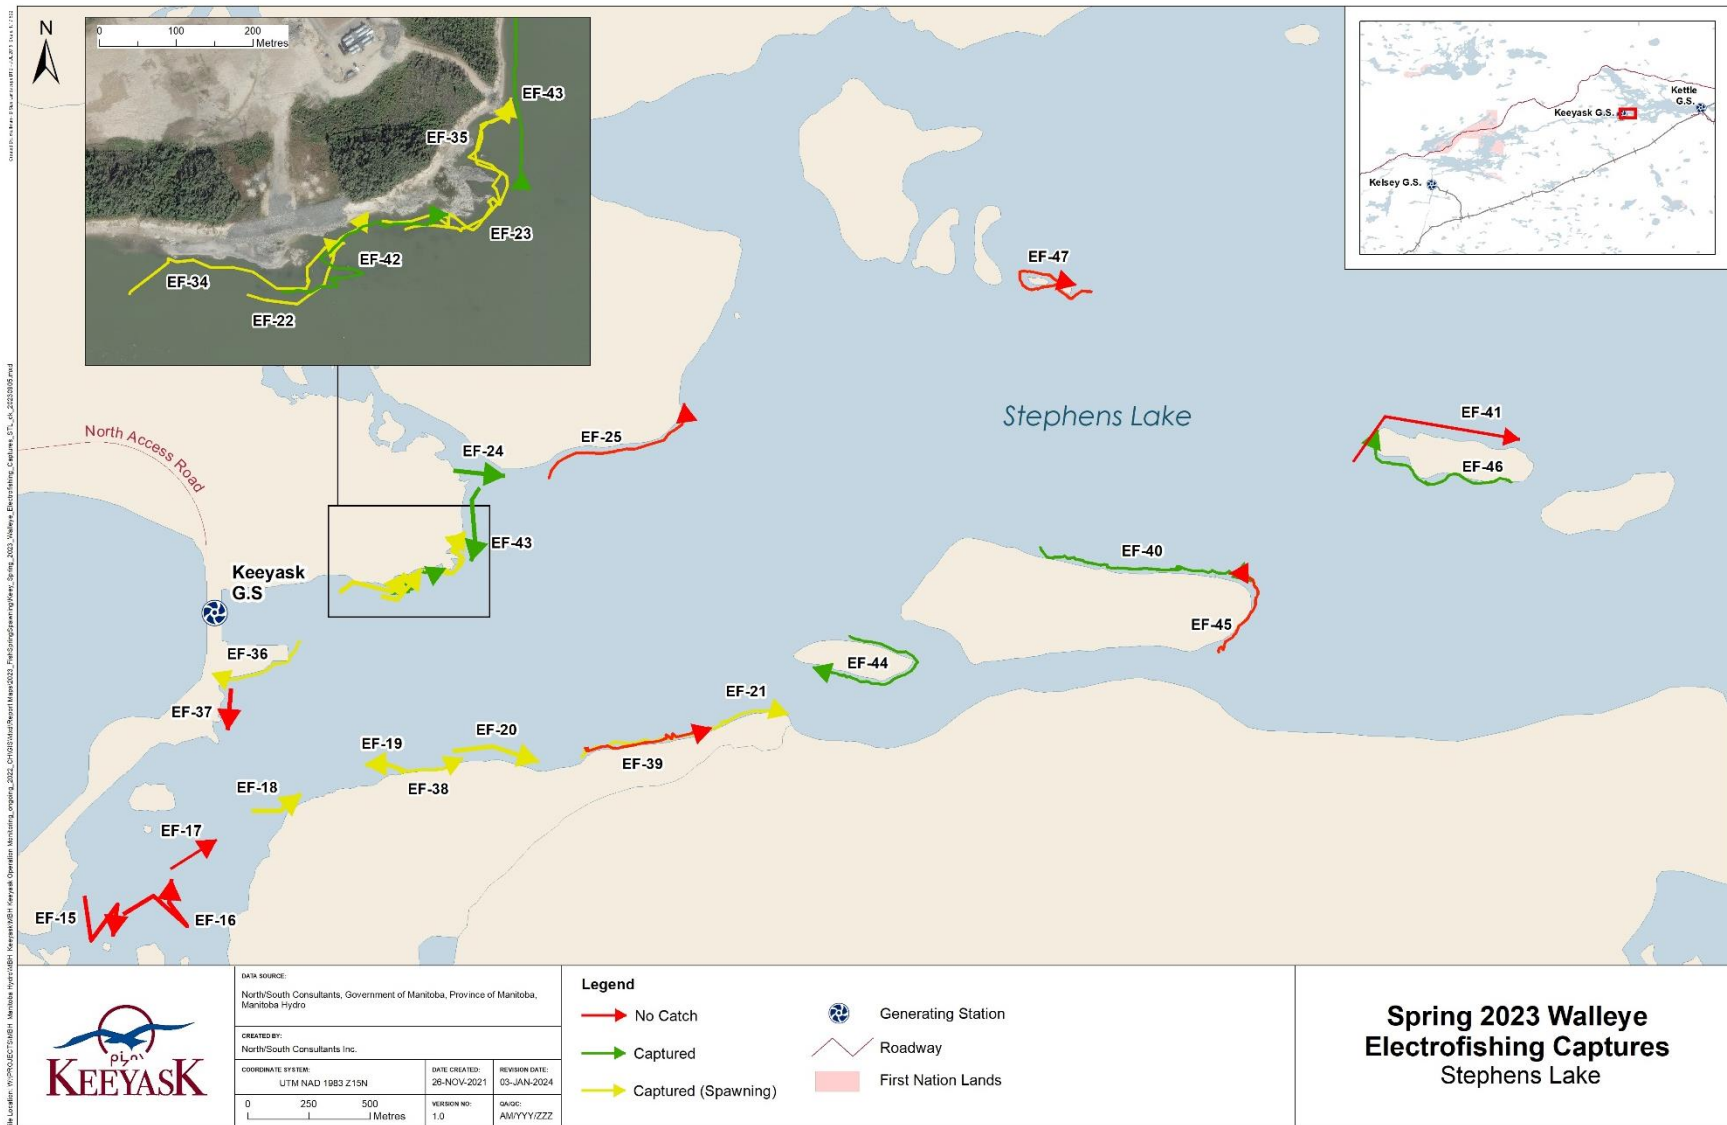 N
0 100 200
Metres
EF-43
EF-35
EF-23
EF-42
EF-34
EF-22
Kettle
G.S.
Keeyask G.S.
Kelsey G.S.
EF-47
Stephens Lake
EF-41
EF-46
EF-25
EF-24
North Access Road
EF-43
EF-40
Keeyask
G.S
EF-45
EF-36
EF-44
EF-21
EF-37
EF-20
EF-19
EF-39
EF-38
EF-18
EF-17
EF-15
EF-16
KEEYASK
DATA SOURCE:
North/South Consultants, Government of Manitoba, Province of Manitoba,
Manitoba Hydro
CREATED BY:
North/South Consultants Inc.
COORDINATE SYSTEM:
UTM NAD 1983 Z15N
DATE CREATED:
26-NOV-2021
REVISION DATE:
03-JAN-2024
0 250 500
Metres
VERSION NO:
1.0
QA/QC:
AM/YYY/ZZZ
Legend
No Catch
Captured
Captured (Spawning)
Generating Station
Roadway
First Nation Lands
Spring 2023 Walleye
Electrofishing Captures
Stephens Lake